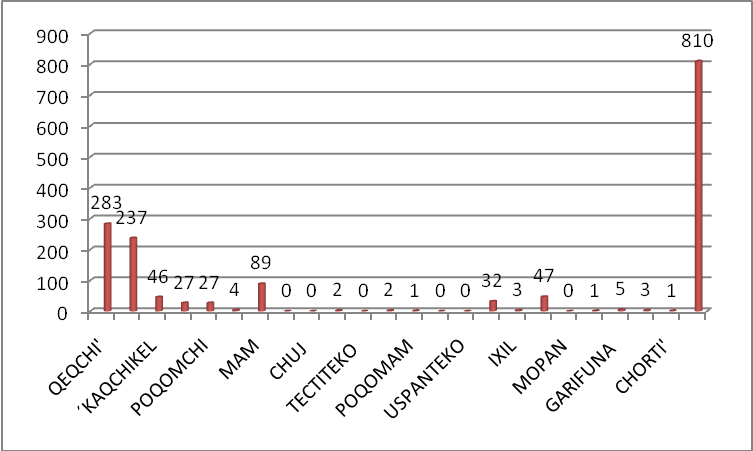 900
800
700
600
500
400
300
200
100
0
283
237
46
27
27
4
89
0
0
2
0
2
1
0
0
32
3
47
0
1
5
3
1
810
QEQCHI'
´KAQCHIKEL
POQOMCHI
MAM
CHUJ
TECTITEKO
POQOMAM
USPANTEKO
IXIL
MOPAN
GARIFUNA
CHORTI'